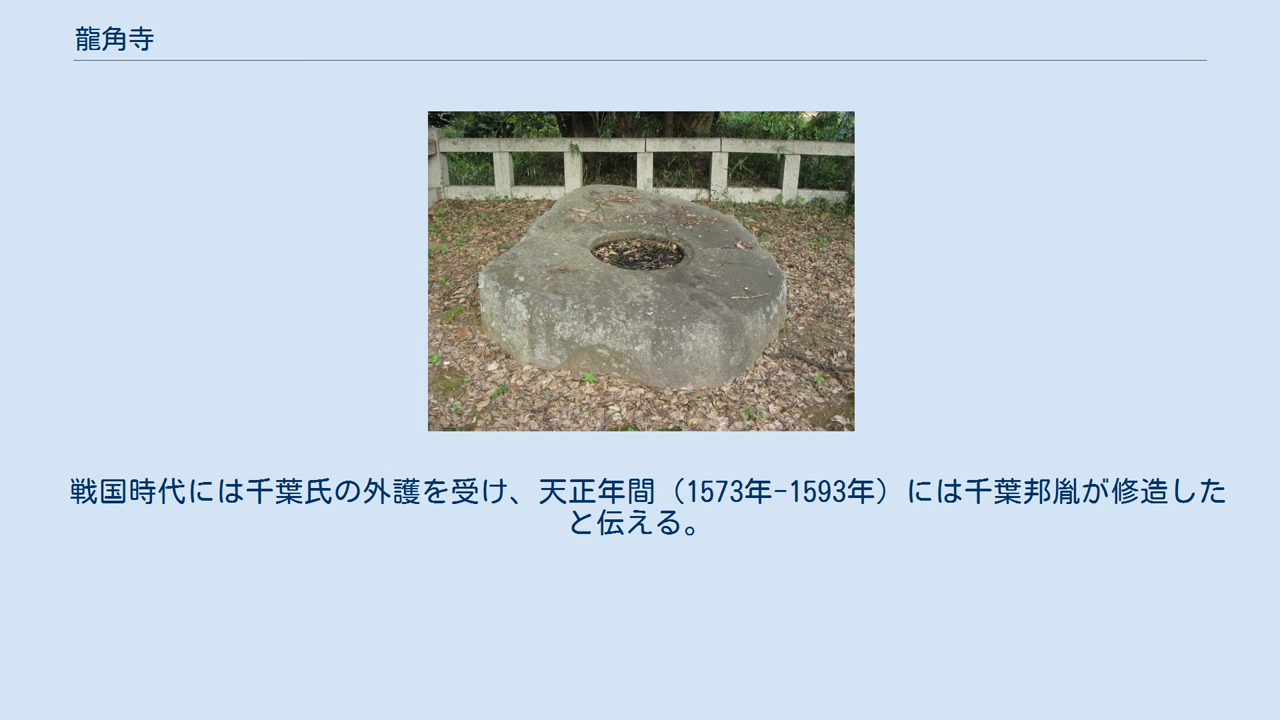 龍角寺
戦国時代には千葉氏の外護を受け、天正年間（1573年-1593年）には千葉邦胤が修造した
と伝える。